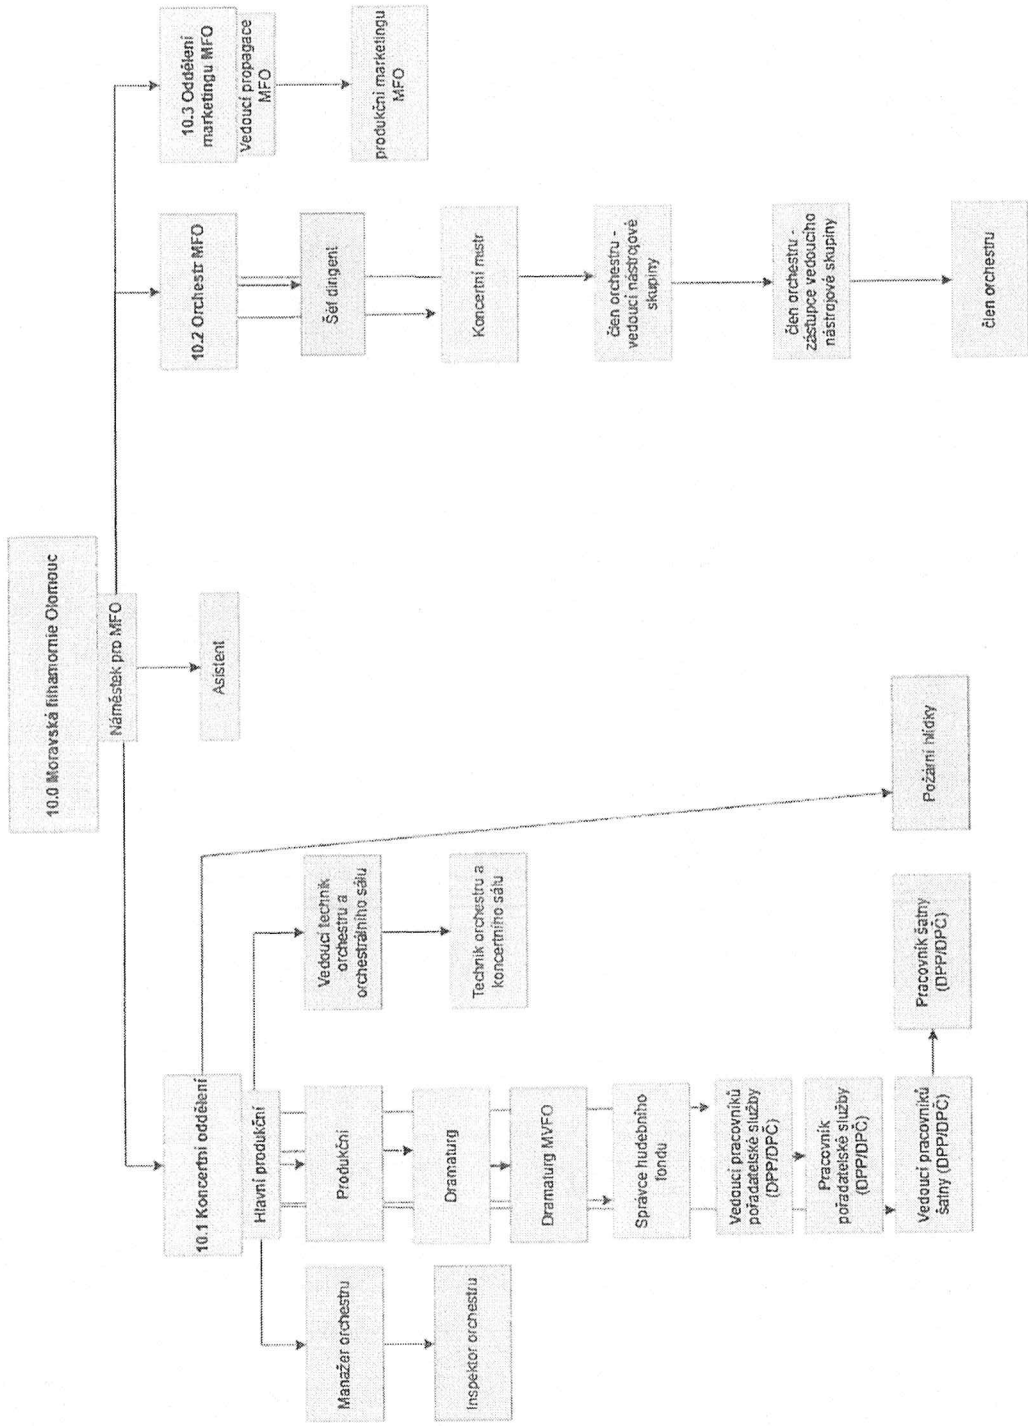 10.0 Moravská filhamornie Olomouc
Náměstek pro MFO
Asistent
10.1 Koncertní oddělení
Hlavní produkční
Manažer orchestru
Inspektor orchestru
Produkční
Dramaturg
Dramaturg MVFO
Správce hudebního
fondu
Vedoucí pracovníků
pořadatelské služby
(DPP/DPČ)
Pracovník
pořadatelské služby
(DPP/DPČ)
Vedoucí pracovníků
šatny (DPP/DPČ)
Pracovník šatny
(DPP/DPČ)
Vedoucí technik
orchestru a
orchestrálního sálu
Technik orchestru a
koncertního sálu
Požární hlídky
10.2 Orchestr MFO
Šéf dirigent
Koncertní mistr
člen orchestru -
vedoucí nástrojové
skupiny
člen orchestru -
zástupce vedoucího
nástrojové skupiny
člen orchestru
10.3 Oddělení
marketingu MFO
Vedoucí propagace
MFO
produkční marketingu
MFO